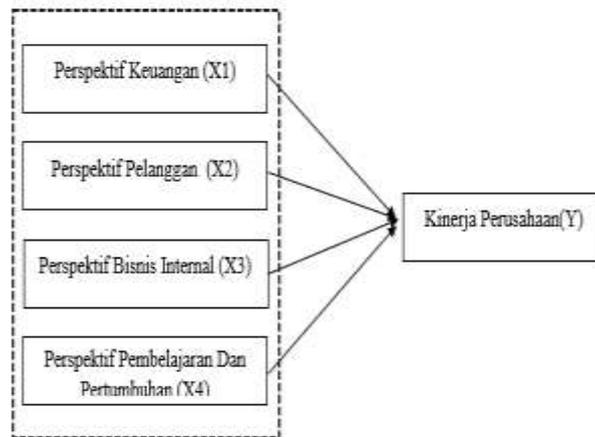 Perspektif Keuangan (X1)
Perspektif Pelanggan (X2)
Kinerja Perusahaan(Y)
Perspektif Bisnis Internal (X3)
Perspektif Pembelajaran Dan
Pertumbuhan (X4)